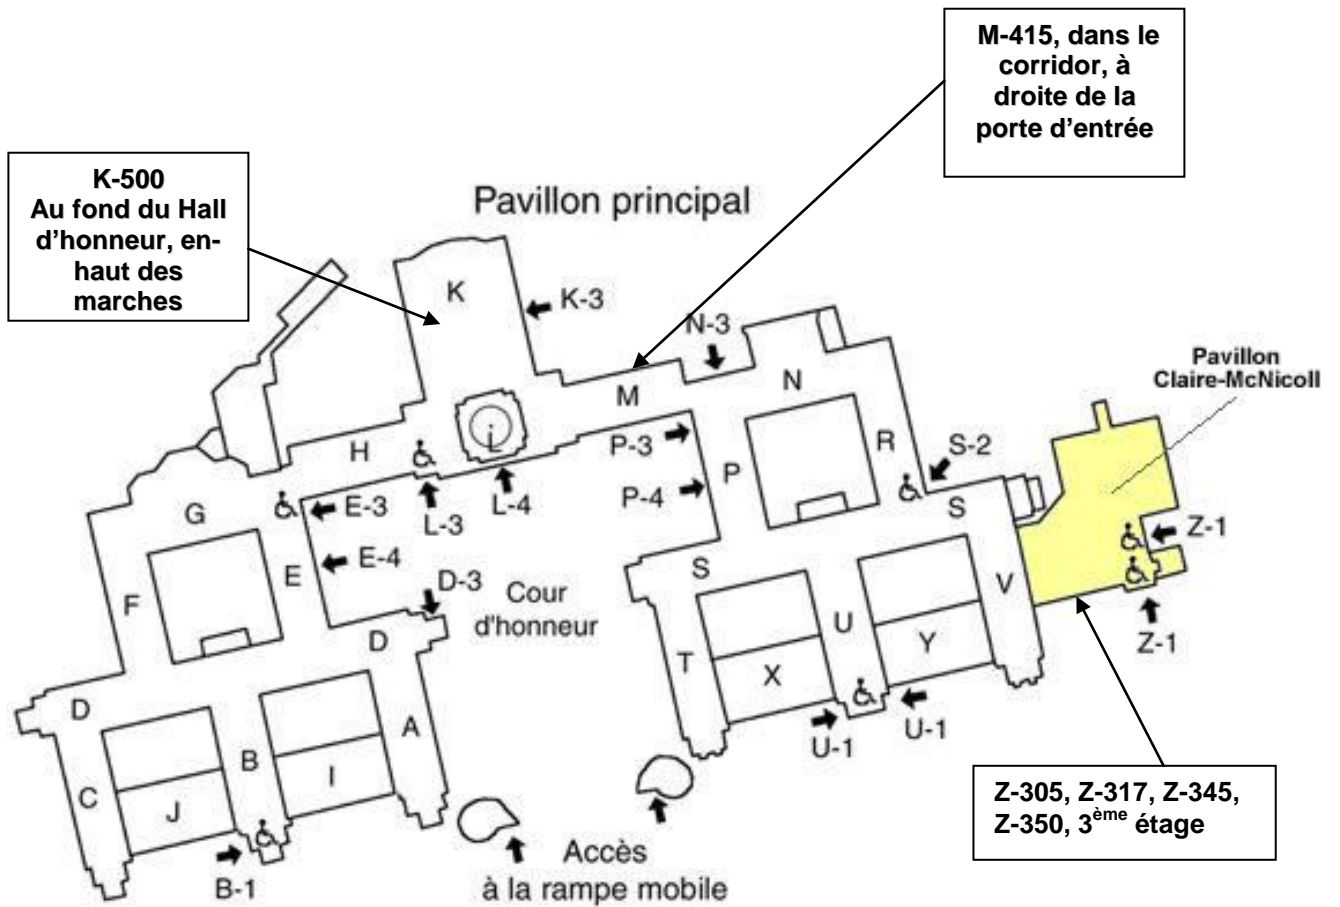 M-415, dans le
corridor, à
droite de la
porte d'entrée
K-500
Au fond du Hall
d'honneur, en-
haut des
marches
Pavillon principal
K
K-3
N-3
Pavillon
Claire-McNicoll
N
M
L
H
P-3
R
S-2
P
P-4
L-4
L-3
E-3
G
S
Z-1
E-4
E
D-3
Cour
d'honneur
S
V
F
U
Z-1
D
Y
T
X
D
A
U-1
U-1
B
I
C
J
Z-305, Z-317, Z-345,
Z-350, 3ème étage
Accès
à la rampe mobile
B-1